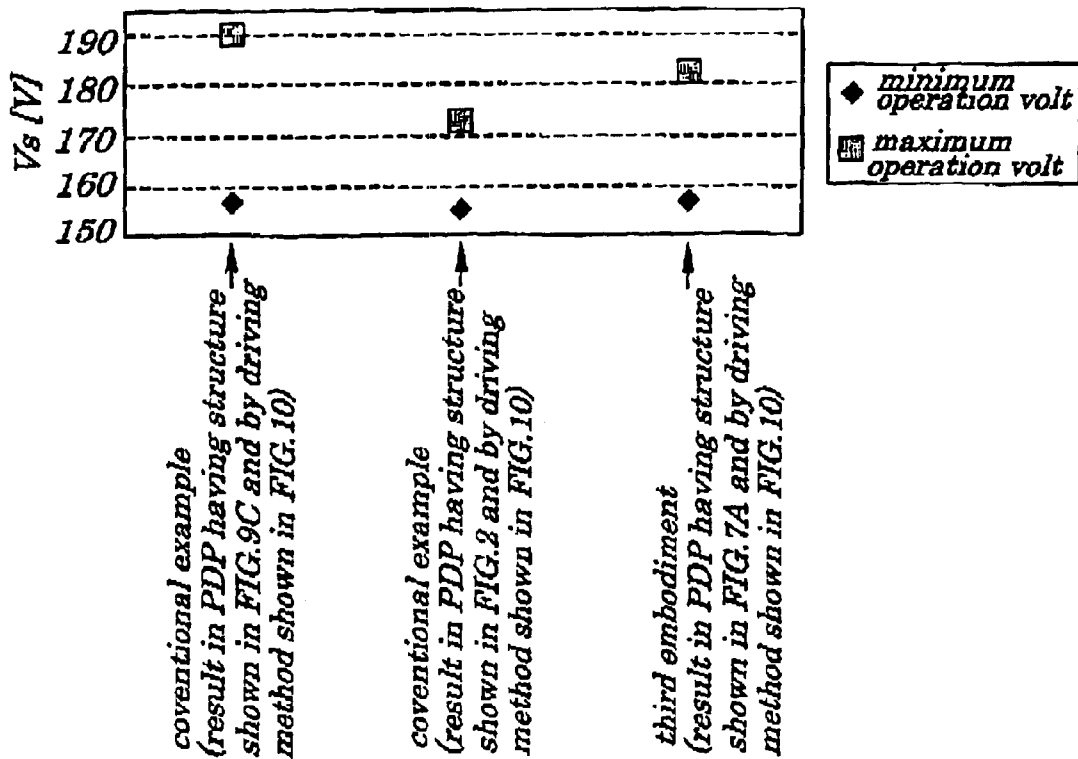 190
180
170
160
150
Vs [V]
minimum
operation volt
maximum
operation volt
coventional example
(result in PDP having structure
shown in FIG.9C and by driving
method shown in FIG.10)
coventional example
(result in PDP having structure
shown in FIG.2 and by driving
method shown in FIG.10)
third embodiment
(result in PDP having structure
shown in FIG.7A and by driving
method shown in FIG.10)